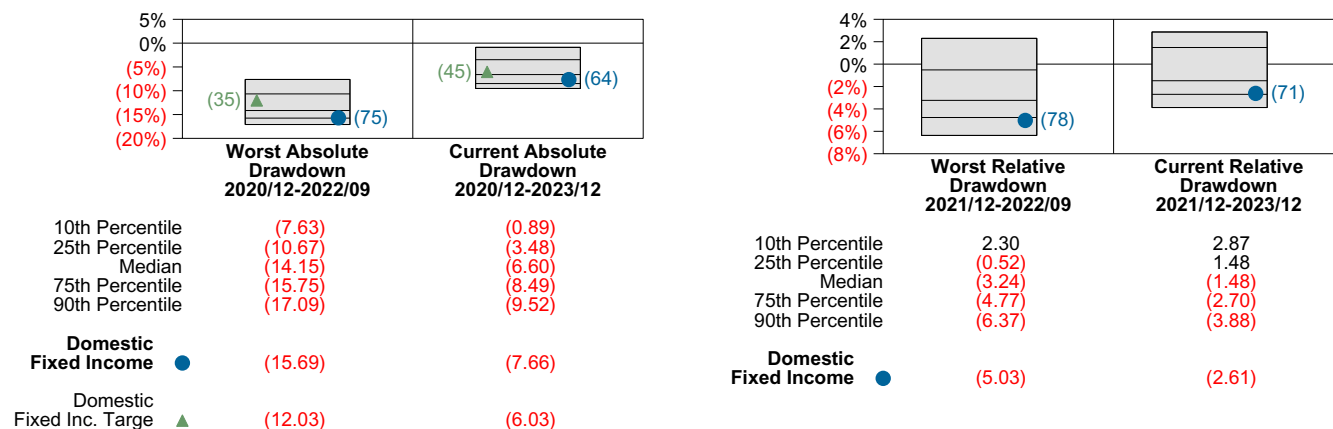 5%
0%
(5%)
(10%)
(15%)
(20%)
(35)
(75)
(45)
(64)
Worst Absolute Current Absolute
Drawdown Drawdown
2020/12-2022/09 2020/12-2023/12
10th Percentile (7.63) (0.89)
25th Percentile (10.67) (3.48)
Median (14.15) (6.60)
75th Percentile (15.75) (8.49)
90th Percentile (17.09) (9.52)
Domestic
Fixed Income (15.69) (7.66)
Domestic
Fixed Inc. Targe (12.03) (6.03)
4%
2%
0%
(2%)
(4%)
(6%)
(8%)
(78)
(71)
Worst Relative Current Relative
Drawdown Drawdown
2021/12-2022/09 2021/12-2023/12
10th Percentile 2.30 2.87
25th Percentile (0.52) 1.48
Median (3.24) (1.48)
75th Percentile (4.77) (2.70)
90th Percentile (6.37) (3.88)
Domestic
Fixed Income (5.03) (2.61)